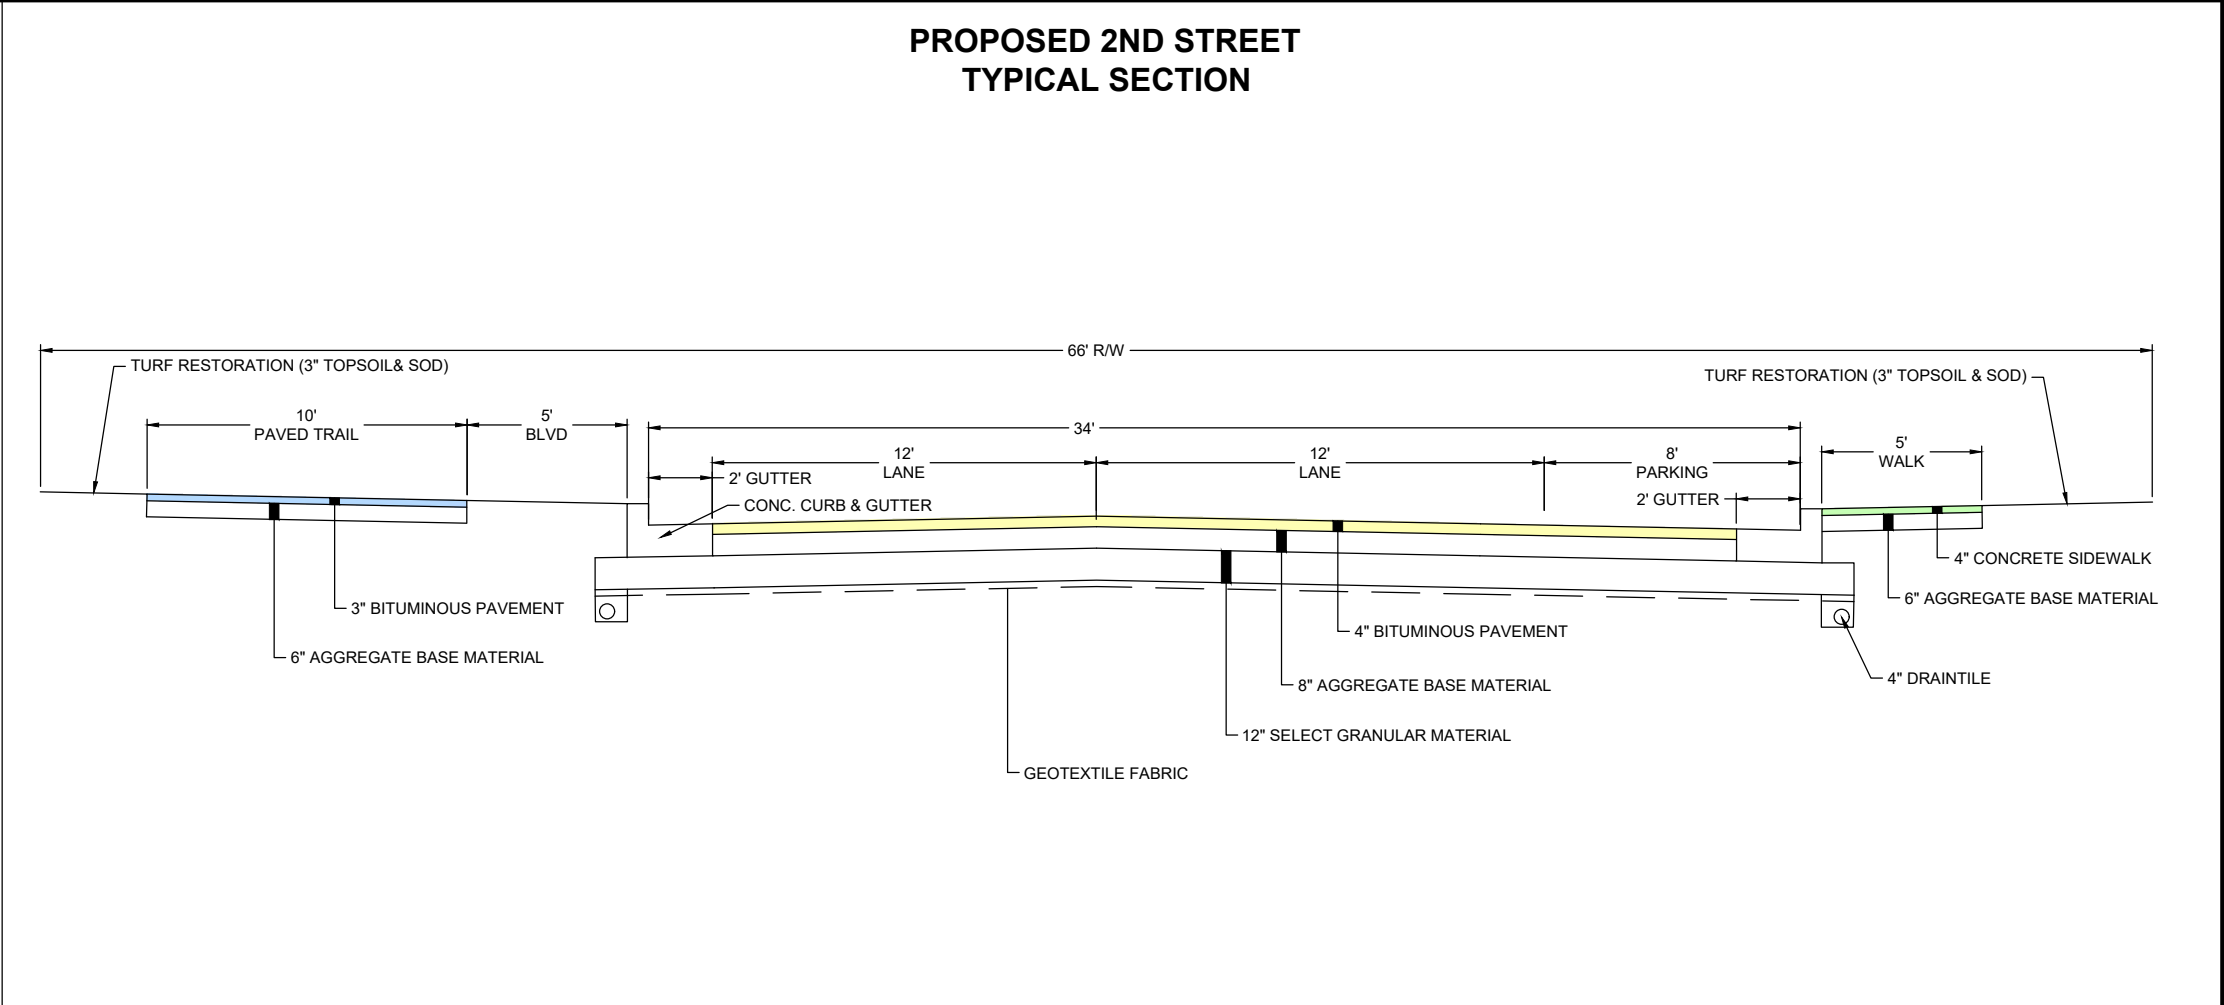 PROPOSED 2ND STREET
TYPICAL SECTION
66' R/W
TURF RESTORATION (3" TOPSOIL& SOD)
TURF RESTORATION (3" TOPSOIL & SOD)
10'
PAVED TRAIL
5'
BLVD
34'
12'
LANE
12'
LANE
8'
PARKING
5'
WALK
2' GUTTER
2' GUTTER
CONC. CURB & GUTTER
4" CONCRETE SIDEWALK
6" AGGREGATE BASE MATERIAL
3" BITUMINOUS PAVEMENT
4" BITUMINOUS PAVEMENT
6" AGGREGATE BASE MATERIAL
4" DRAINTILE
8" AGGREGATE BASE MATERIAL
12" SELECT GRANULAR MATERIAL
GEOTEXTILE FABRIC